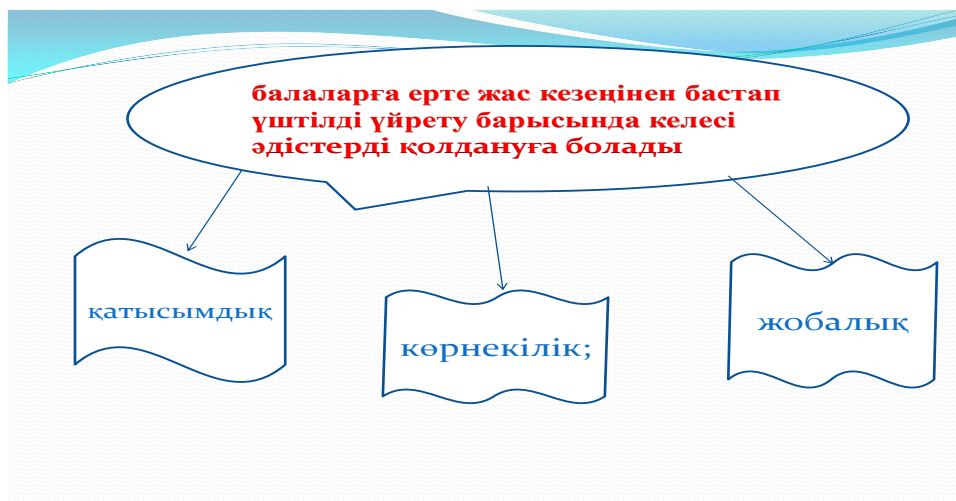 балаларға ерте жас кезеңінен бастап
үштілді үйрету барысында келесі
әдістерді қолдануға болады
қатысымдық
көрнекілік;
жобалық